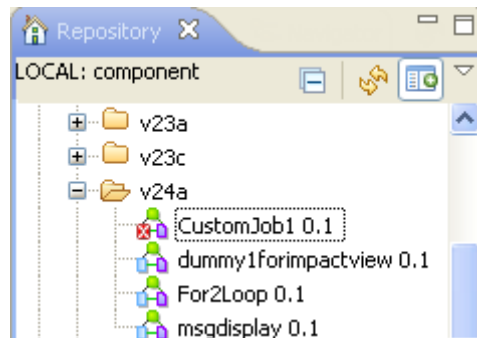 Repository
LOCAL: component
v23a
v23c
v24a
CustomJob1 0.1
dummy1forimpactview 0.1
For2Loop 0.1
msgdisplay 0.1